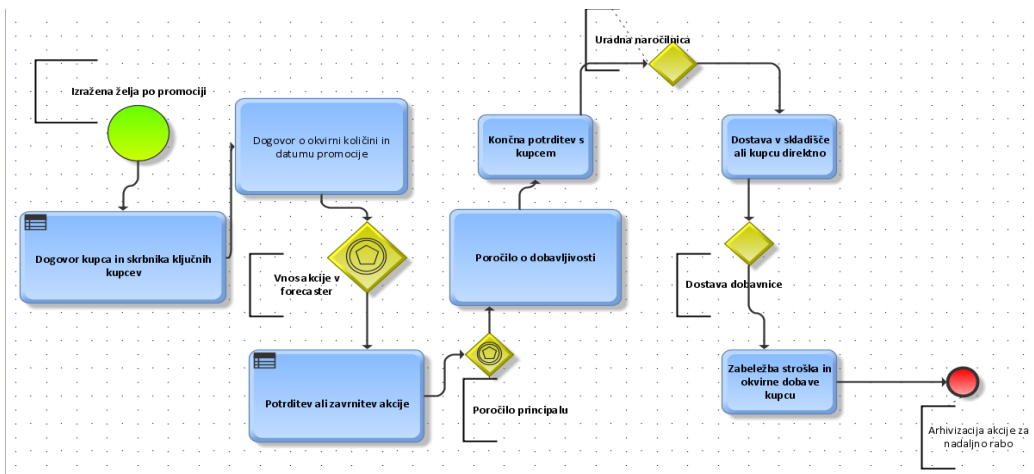 Izražena želja po promociji
Dogovor kupca in skrbnika ključnih
kupcev
Dogovor o okvirni količini in
datumu promocije
Vnos akcije v
forecaster
Potrditev ali zavrnitev akcije
Poročilo principalu
Poročilo o dobavljivosti
Končna potrditev s
kupcem
Uradna naročilnica
Dostava v skladišče
ali kupcu direktno
Dostava dobavnice
Zabeležba stroška in
okvirne dobave
kupcu
Arhivizacija akcije za
nadaljno rabo